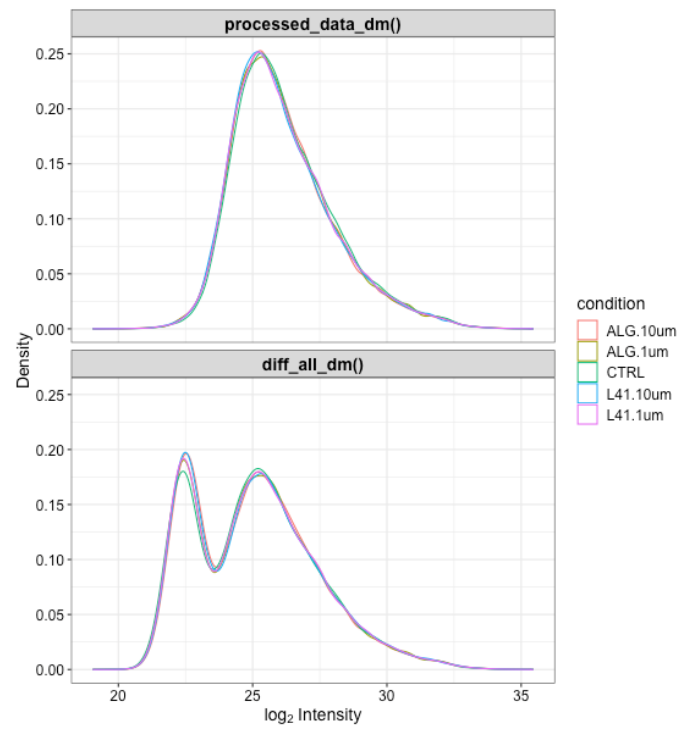 processed_data_dm()
0.25
0.20
0.15
0.10
0.05
0.00
diff_all_dm()
0.25
0.20
0.15
0.10
0.05
0.00
20 25 30 35
log2 Intensity
Density
condition
ALG.10um
ALG.1um
CTRL
L41.10um
L41.1um